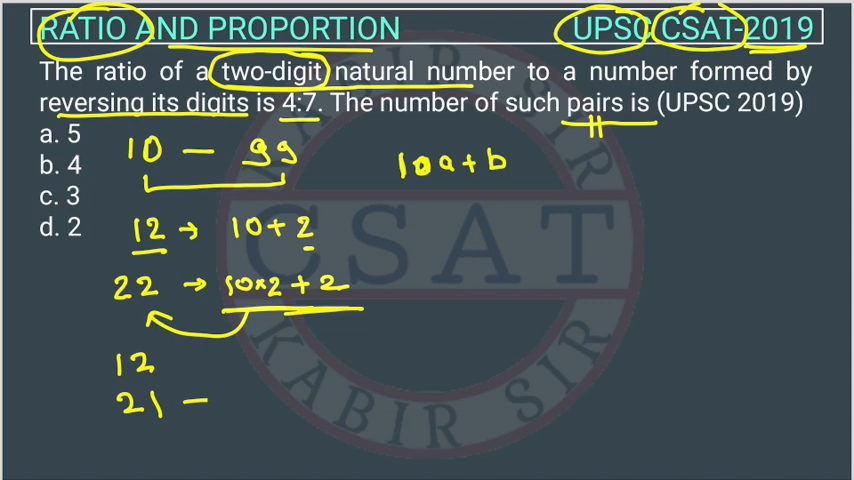 RATIO AND PROPORTION UPSC CSAT-2019
The ratio of a two-digit natural number to a number formed by
reversing its digits is 4:7. The number of such pairs is (UPSC 2019)
a. 5
b. 4
c. 3
d. 2
10 — 99
10a+b
12 → 10+2
22 → 10×2+2
12
21 –
KABIR SIR
CSAT
KABIR SIR